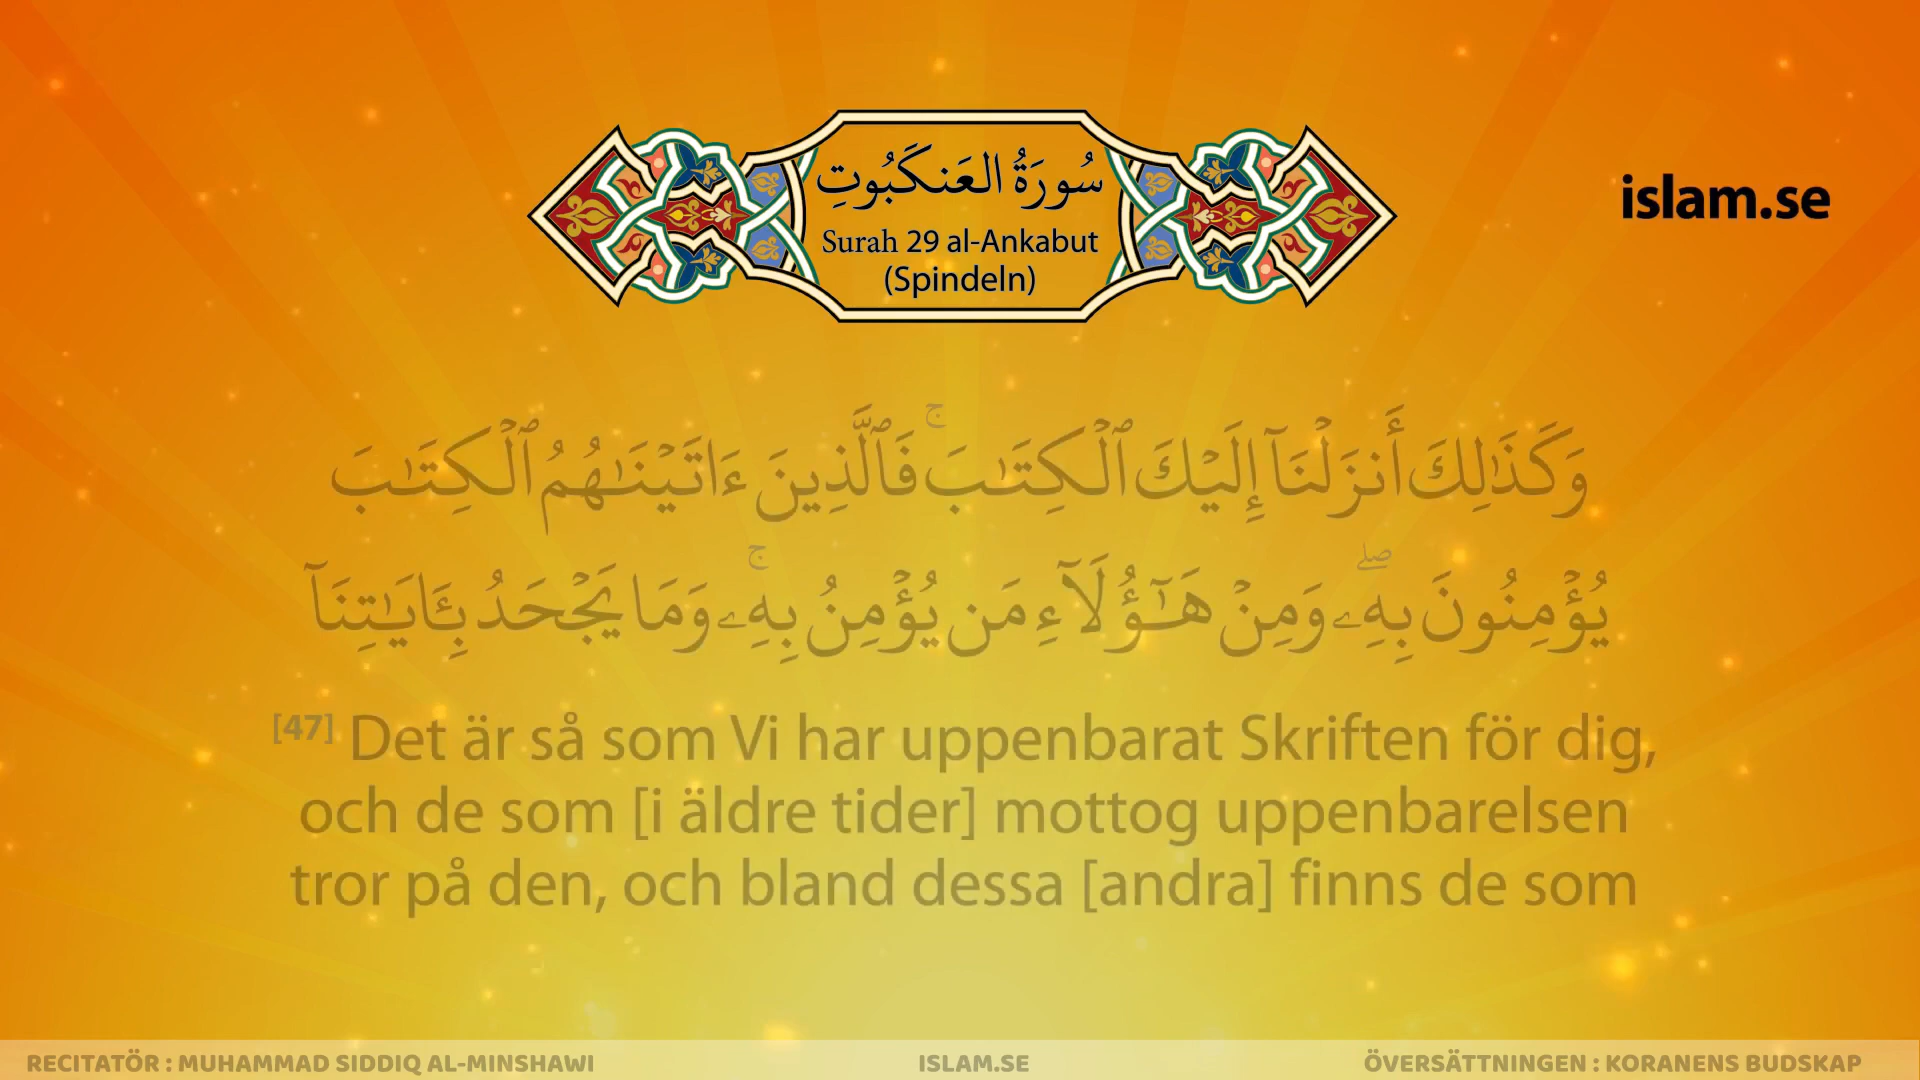 سُورَةُ العَنكَبُوتِ
Surah 29 al-Ankabut
(Spindeln)
islam.se
وَكَذَٰلِكَ أَنزَلْنَآ إِلَيْكَ ٱلْكِتَـٰبَ ۚ فَٱلَّذِينَ ءَاتَيْنَـٰهُمُ ٱلْكِتَـٰبَ
يُؤْمِنُونَ بِهِۦ ۖ وَمِنْ هَـٰٓؤُلَآءِ مَن يُؤْمِنُ بِهِۦ ۚ وَمَا يَجْحَدُ بِـَٔايَـٰتِنَآ
[47] Det är så som Vi har uppenbarat Skriften för dig,
och de som [i äldre tider] mottog uppenbarelsen
tror på den, och bland dessa [andra] finns de som
RECITATÖR : MUHAMMAD SIDDIQ AL-MINSHAWI
ISLAM.SE
ÖVERSÄTTNINGEN : KORANENS BUDSKAP